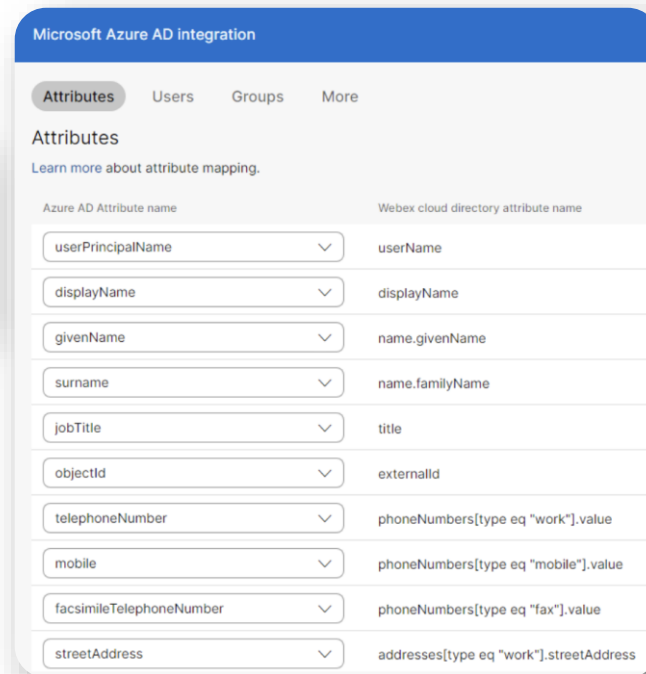 Microsoft Azure AD integration
Attributes Users Groups More
Attributes
Learn more about attribute mapping.
Azure AD Attribute name Webex cloud directory attribute name
userPrincipalName userName
displayName displayName
givenName name.givenName
surname name.familyName
jobTitle title
objectId externalId
telephoneNumber phoneNumbers[type eq "work"].value
mobile phoneNumbers[type eq "mobile"].value
facsimileTelephoneNumber phoneNumbers[type eq "fax"].value
streetAddress addresses[type eq "work"].streetAddress